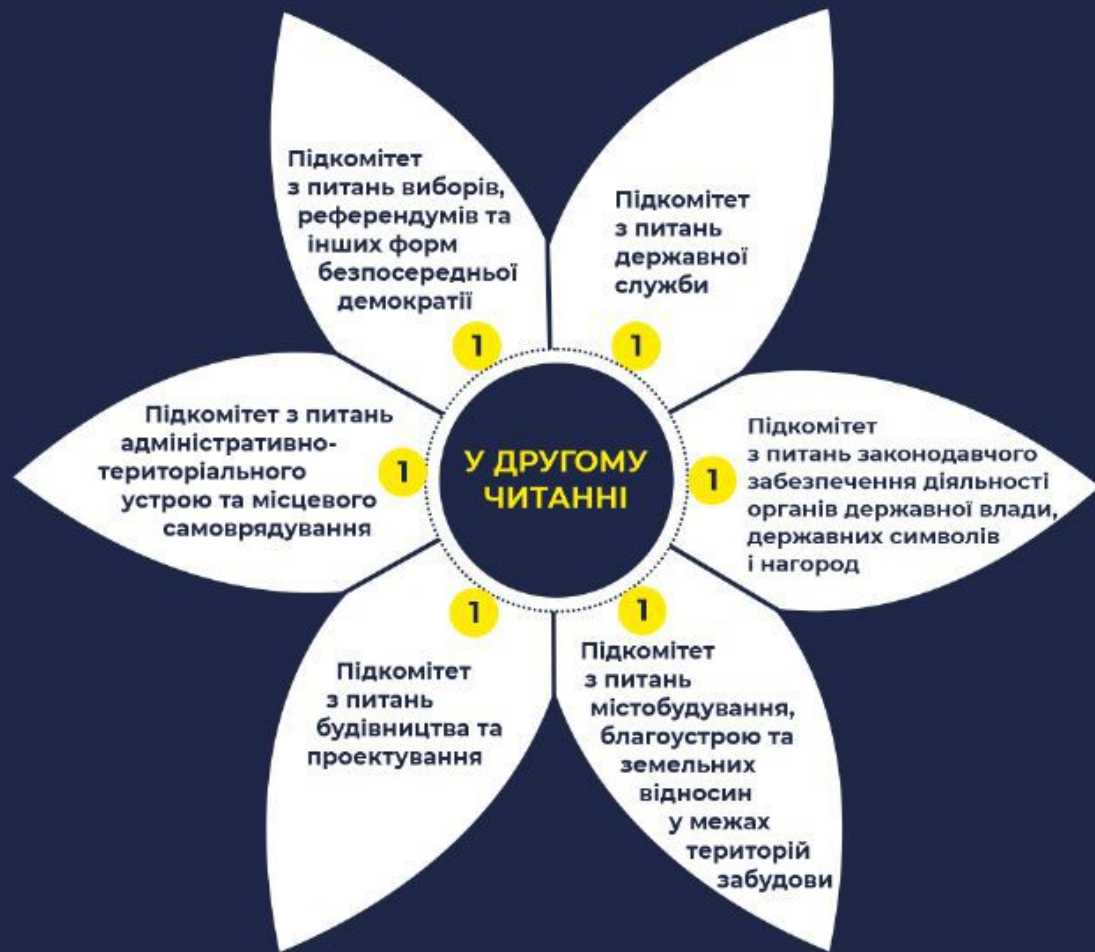 Підкомітет
з питань виборів,
референдумів та
інших форм
безпосередньої
демократії
1
Підкомітет
з питань
державної
служби
1
Підкомітет з питань
адміністративно-
територіального
устрою та місцевого
самоврядування
1
У ДРУГОМУ
ЧИТАННІ
1
Підкомітет
з питань законодавчого
забезпечення діяльності
органів державної влади,
державних символів
і нагород
1
Підкомітет
з питань
будівництва та
проектування
1
Підкомітет
з питань
містобудування,
благоустрою та
земельних
відносин
у межах
територій
забудови